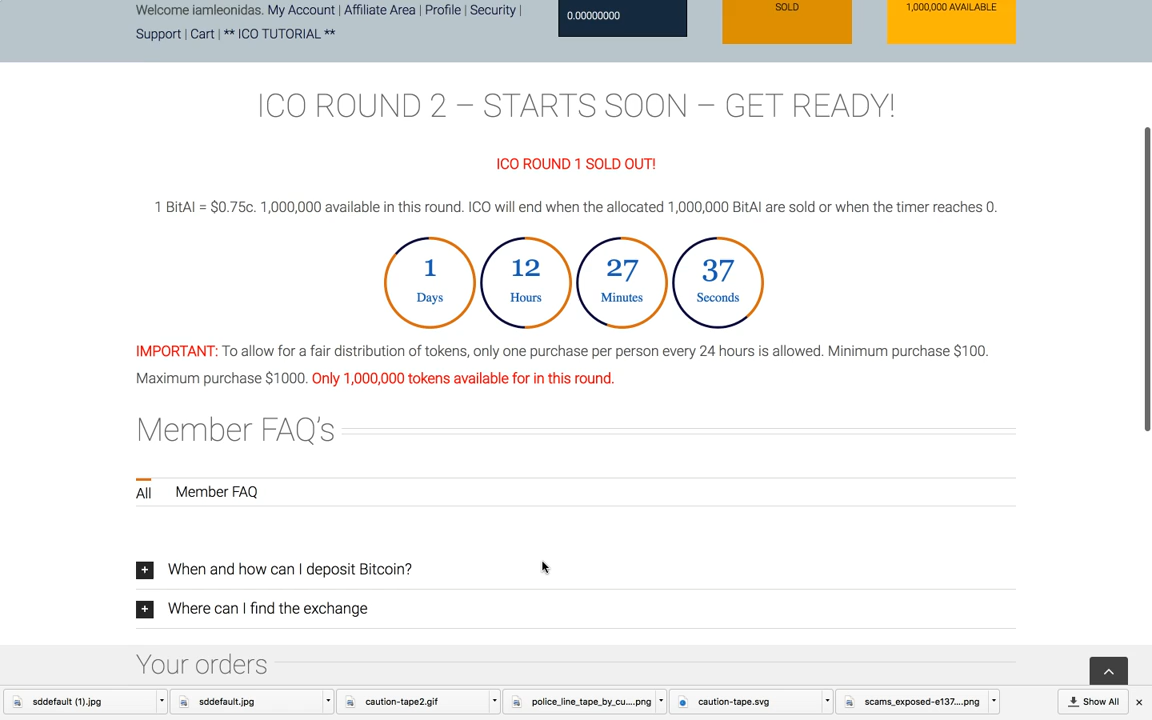 Welcome iamleonidas. My Account | Affiliate Area | Profile | Security |
Support | Cart | ** ICO TUTORIAL **
0.00000000
SOLD
1,000,000 AVAILABLE
ICO ROUND 2 – STARTS SOON – GET READY!
ICO ROUND 1 SOLD OUT!
1 BitAI = $0.75c. 1,000,000 available in this round. ICO will end when the allocated 1,000,000 BitAI are sold or when the timer reaches 0.
1 12 27 37
Days Hours Minutes Seconds
IMPORTANT: To allow for a fair distribution of tokens, only one purchase per person every 24 hours is allowed. Minimum purchase $100.
Maximum purchase $1000. Only 1,000,000 tokens available for in this round.
Member FAQ's
All Member FAQ
When and how can I deposit Bitcoin?
Where can I find the exchange
Your orders
sddefault (1).jpg sddefault.jpg caution-tape2.gif police_line_tape_by_cu....png caution-tape.svg scams_exposed-e137....png Show All